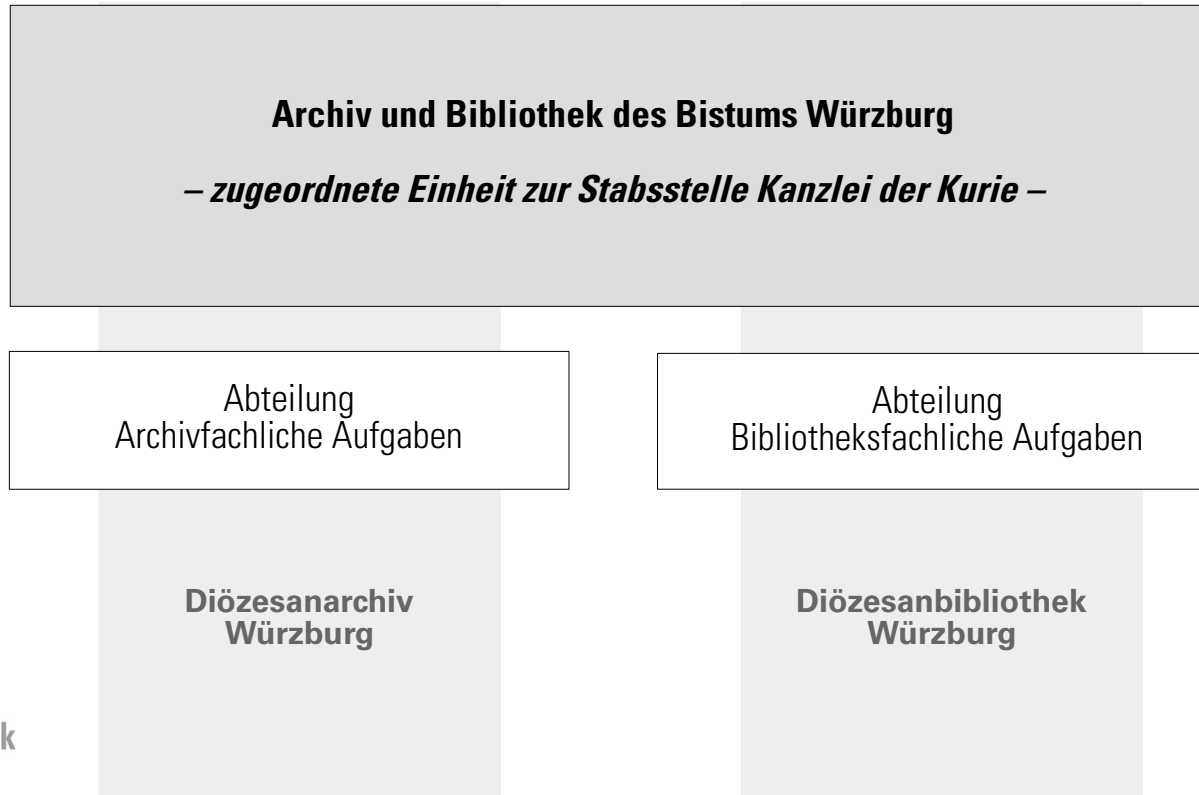 Archiv und Bibliothek des Bistums Würzburg
– zugeordnete Einheit zur Stabsstelle Kanzlei der Kurie –
Abteilung
Archivfachliche Aufgaben
Abteilung
Bibliotheksfachliche Aufgaben
Diözesanarchiv
Würzburg
Diözesanbibliothek
Würzburg
k